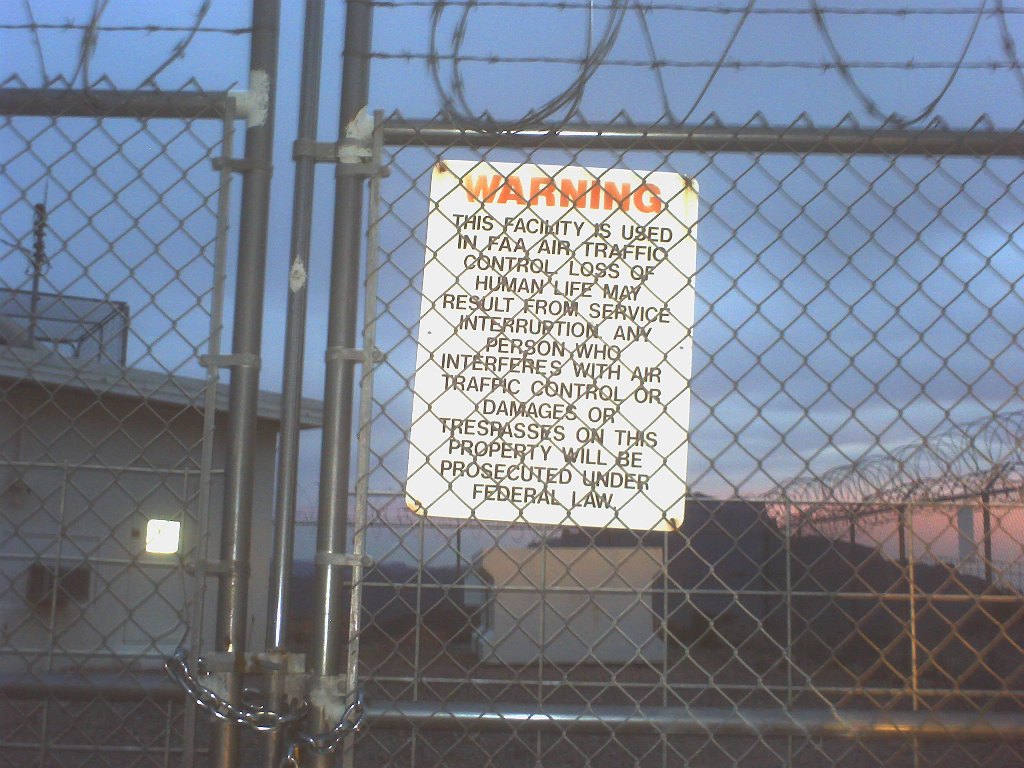 WARNING
THIS FACILITY IS USED
IN FAA AIR TRAFFIC
CONTROL LOSS OF
HUMAN LIFE MAY
RESULT FROM SERVICE
INTERRUPTION ANY
PERSON WHO
INTERFERES WITH AIR
TRAFFIC CONTROL OR
DAMAGES OR
TRESPASSES ON THIS
PROPERTY WILL BE
PROSECUTED UNDER
FEDERAL LAW